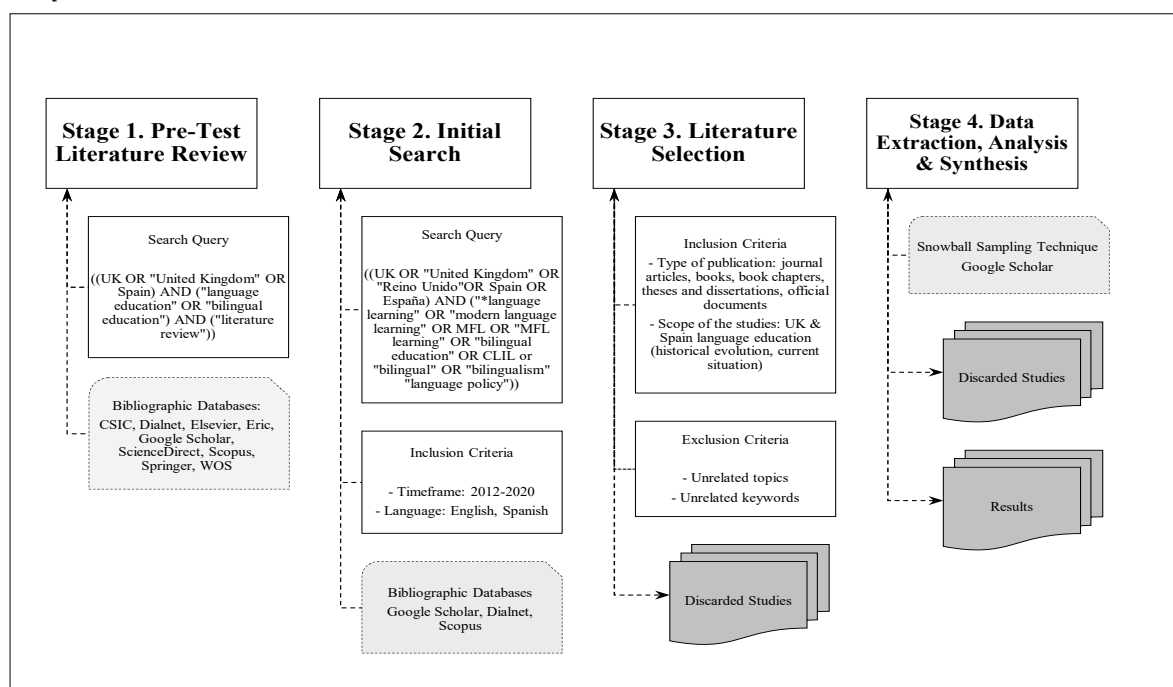 Stage 1. Pre-Test
Literature Review
Search Query
((UK OR "United Kingdom" OR
Spain) AND ("language
education" OR "bilingual
education") AND ("literature
review"))
Bibliographic Databases:
CSIC, Dialnet, Elsevier, Eric,
Google Scholar,
ScienceDirect, Scopus,
Springer, WOS
Stage 2. Initial
Search
Search Query
((UK OR "United Kingdom" OR
"Reino Unido"OR Spain OR
España) AND ("*language
learning" OR "modern language
learning" OR MFL OR "MFL
learning" OR "bilingual
education" OR CLIL or
"bilingual" OR "bilingualism"
"language policy"))
Inclusion Criteria
- Timeframe: 2012-2020
- Language: English, Spanish
Bibliographic Databases
Google Scholar, Dialnet,
Scopus
Stage 3. Literature
Selection
Inclusion Criteria
- Type of publication: journal
articles, books, book chapters,
theses and dissertations, official
documents
- Scope of the studies: UK &
Spain language education
(historical evolution, current
situation)
Exclusion Criteria
- Unrelated topics
- Unrelated keywords
Discarded Studies
Stage 4. Data
Extraction, Analysis
& Synthesis
Snowball Sampling Technique
Google Scholar
Discarded Studies
Results